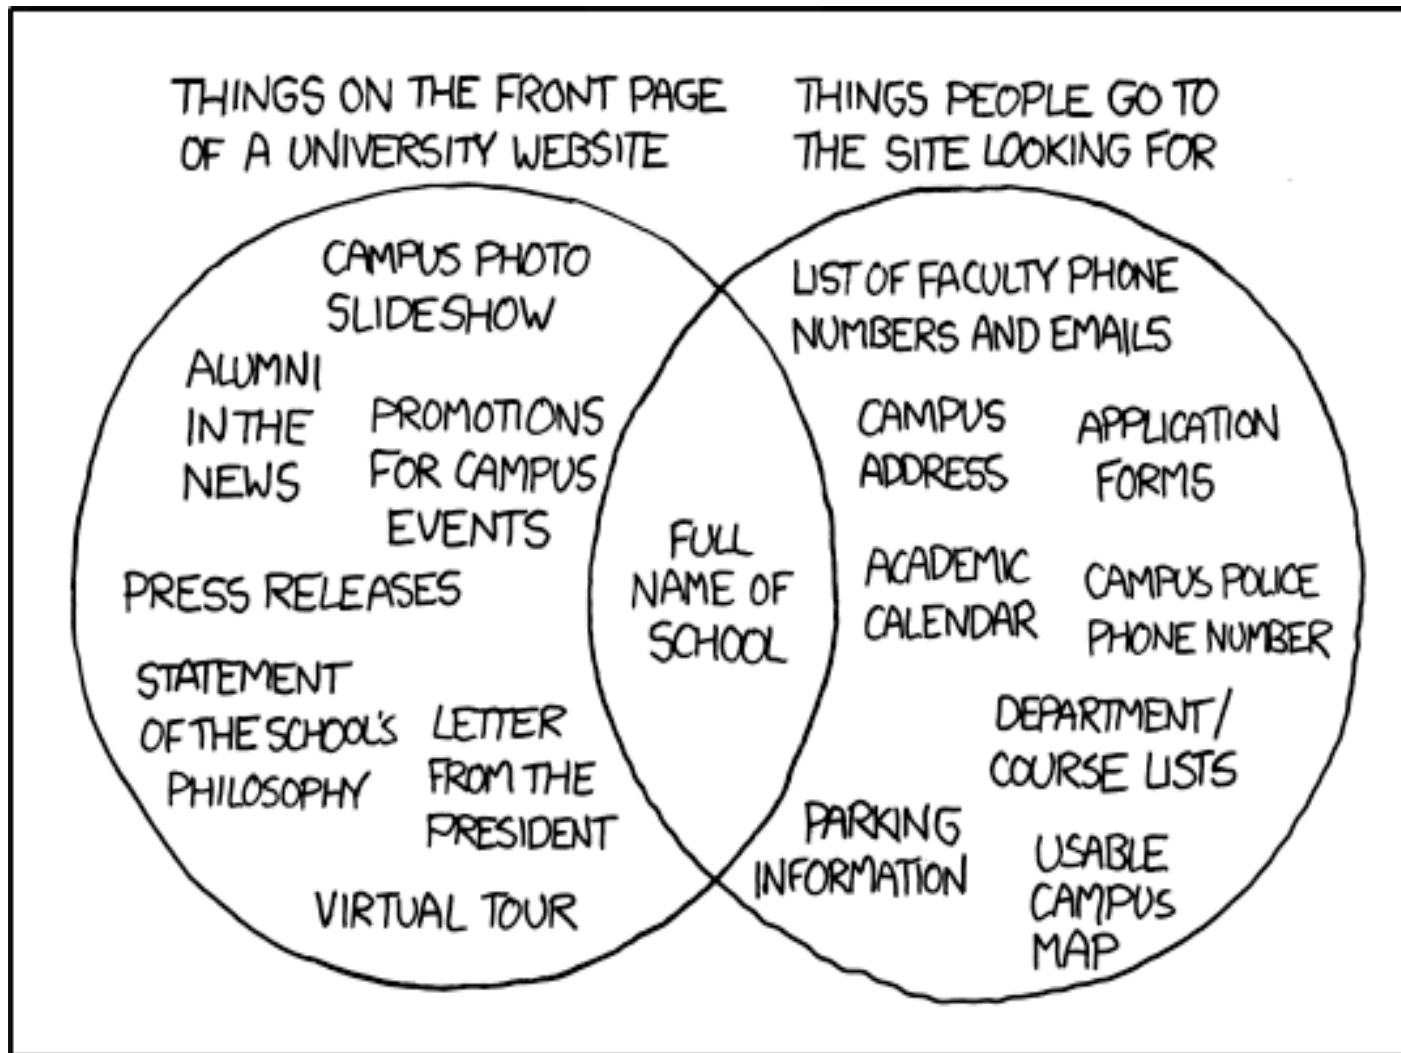 THINGS ON THE FRONT PAGE
OF A UNIVERSITY WEBSITE
THINGS PEOPLE GO TO
THE SITE LOOKING FOR
CAMPUS PHOTO
SLIDESHOW
ALUMNI
IN THE
NEWS
PROMOTIONS
FOR CAMPUS
EVENTS
PRESS RELEASES
STATEMENT
OF THE SCHOOL'S
PHILOSOPHY
LETTER
FROM THE
PRESIDENT
VIRTUAL TOUR
FULL
NAME OF
SCHOOL
LIST OF FACULTY PHONE
NUMBERS AND EMAILS
CAMPUS
ADDRESS
APPLICATION
FORMS
ACADEMIC
CALENDAR
CAMPUS POLICE
PHONE NUMBER
DEPARTMENT/
COURSE LISTS
PARKING
INFORMATION
USABLE
CAMPUS
MAP